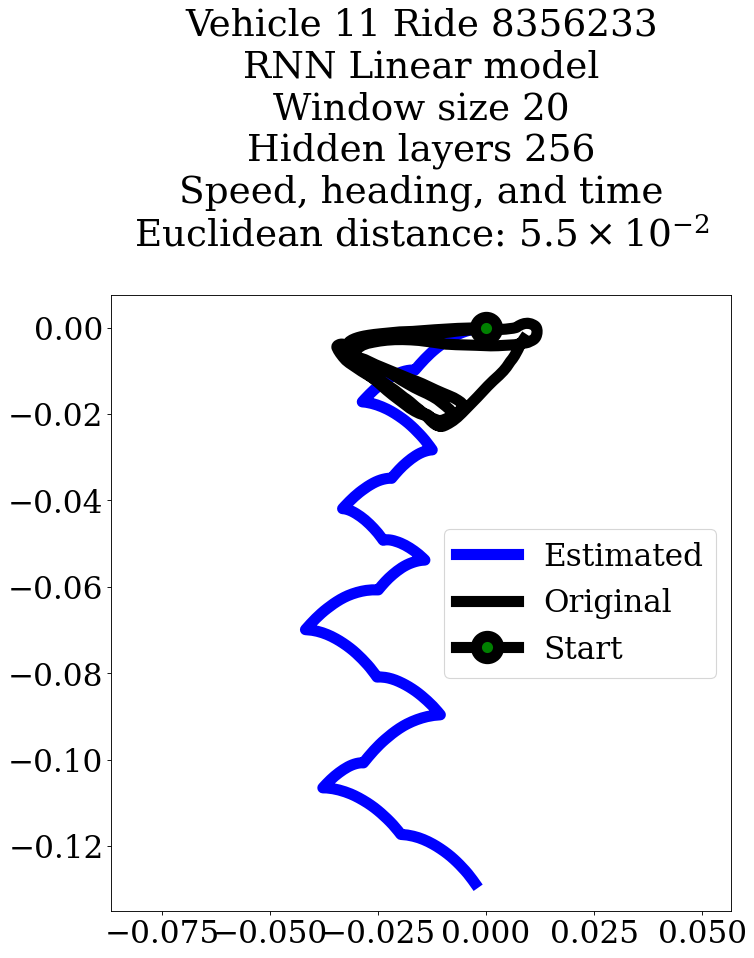 Vehicle 11 Ride 8356233
RNN Linear model
Window size 20
Hidden layers 256
Speed, heading, and time
Euclidean distance: 5.5 × 10⁻²
0.00
−0.02
−0.04
−0.06
−0.08
−0.10
−0.12
Estimated
Original
Start
−0.075 −0.050 −0.025 0.000 0.025 0.050